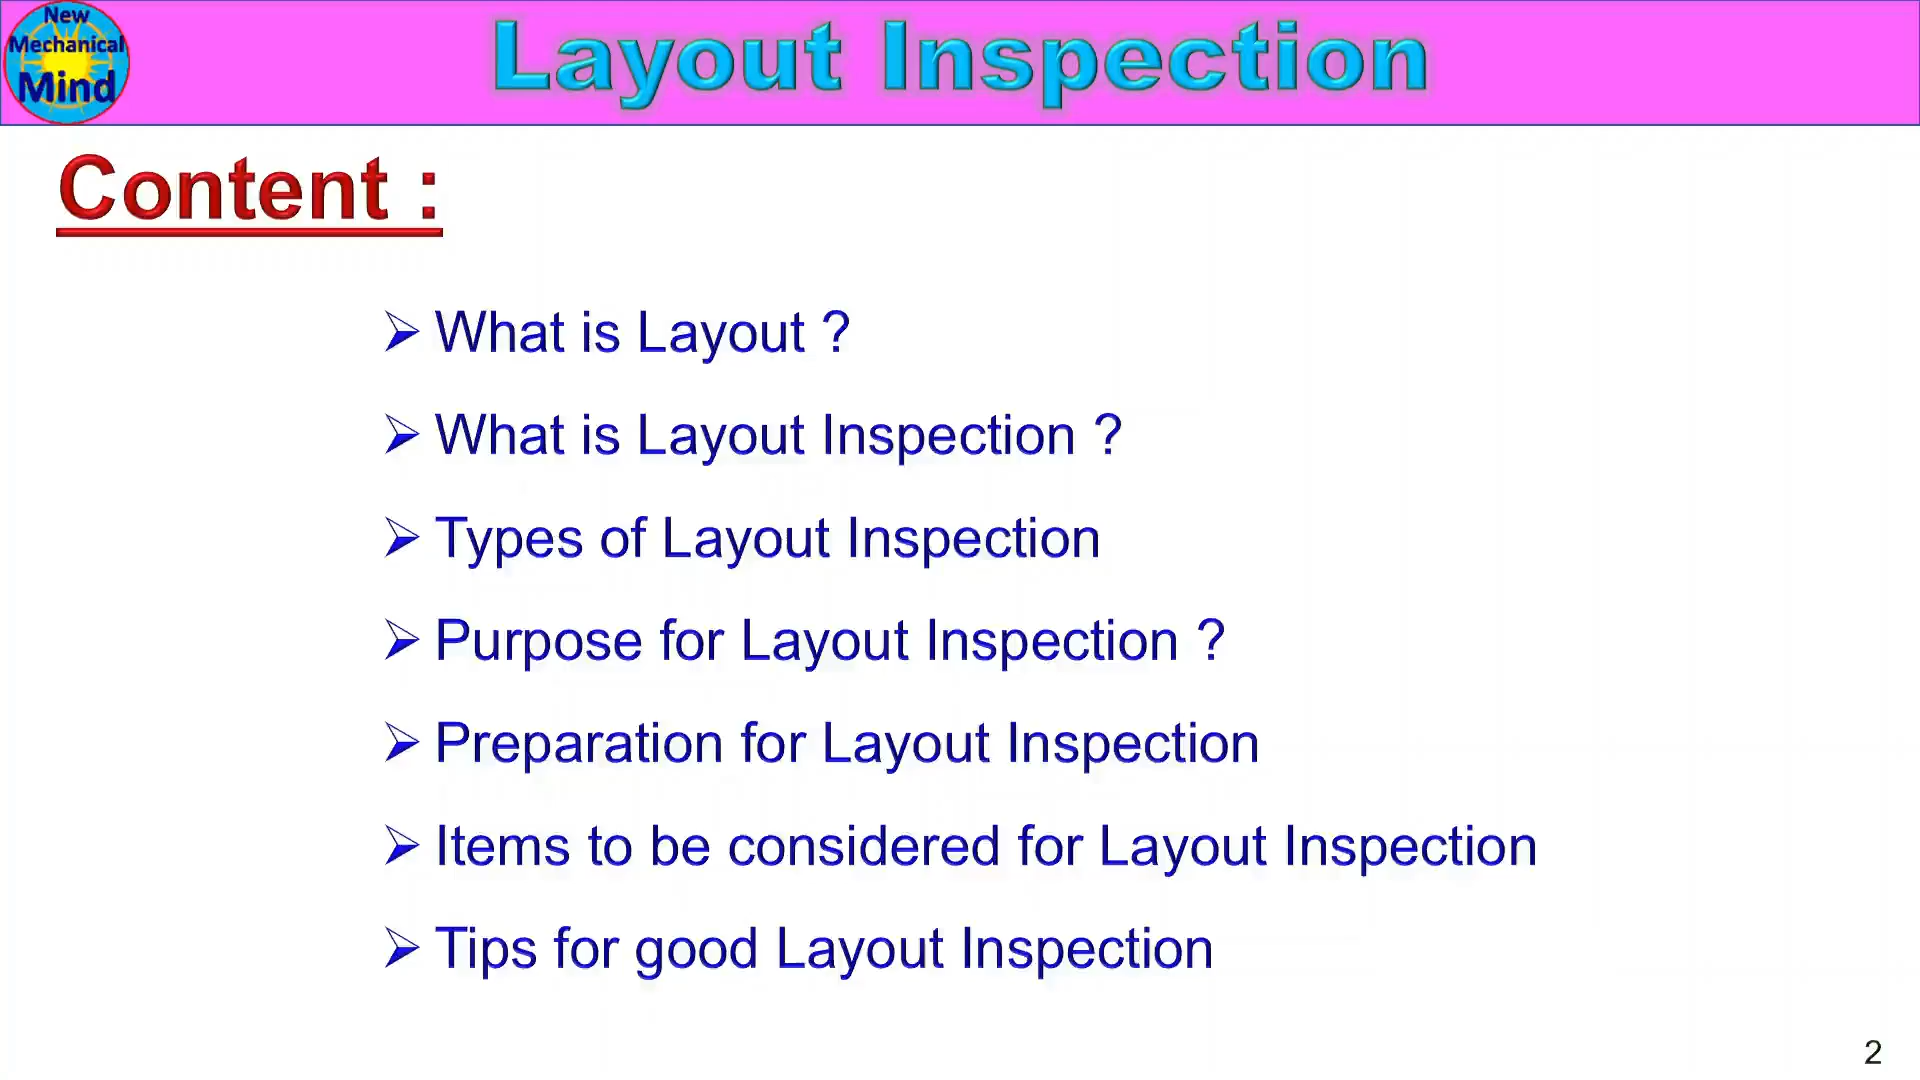 New
Mechanical
Mind
Layout Inspection
Content :
➢ What is Layout ?
➢ What is Layout Inspection ?
➢ Types of Layout Inspection
➢ Purpose for Layout Inspection ?
➢ Preparation for Layout Inspection
➢ Items to be considered for Layout Inspection
➢ Tips for good Layout Inspection
2